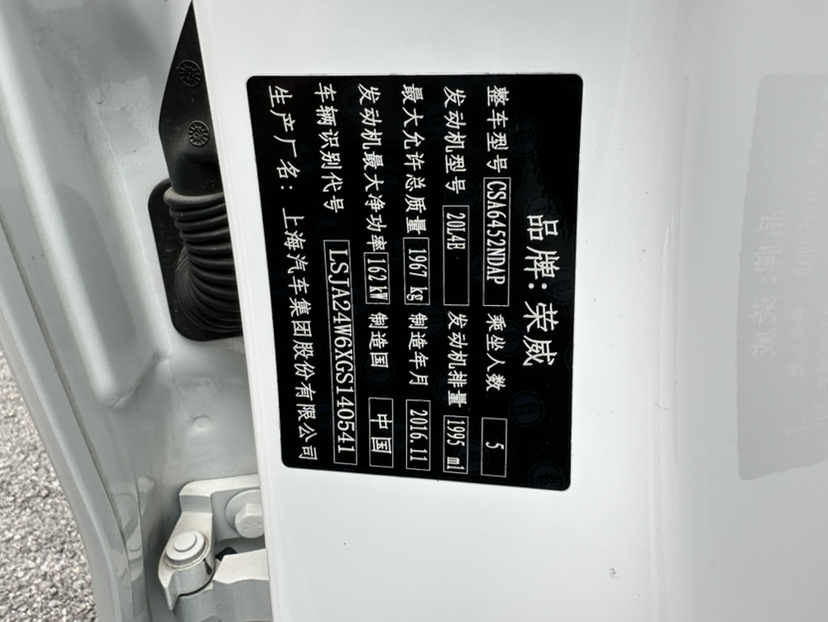 品牌：荣威
整车型号 CSA6452NDAP 乘坐人数 5
发动机型号 20L4E 发动机排量 1995 ml
最大允许总质量 1967 kg 制造年月 2016.11
发动机最大净功率 162 kW 制造国 中国
车辆识别代号 LSJA24W6XGS140541
生产厂名：上海汽车集团股份有限公司